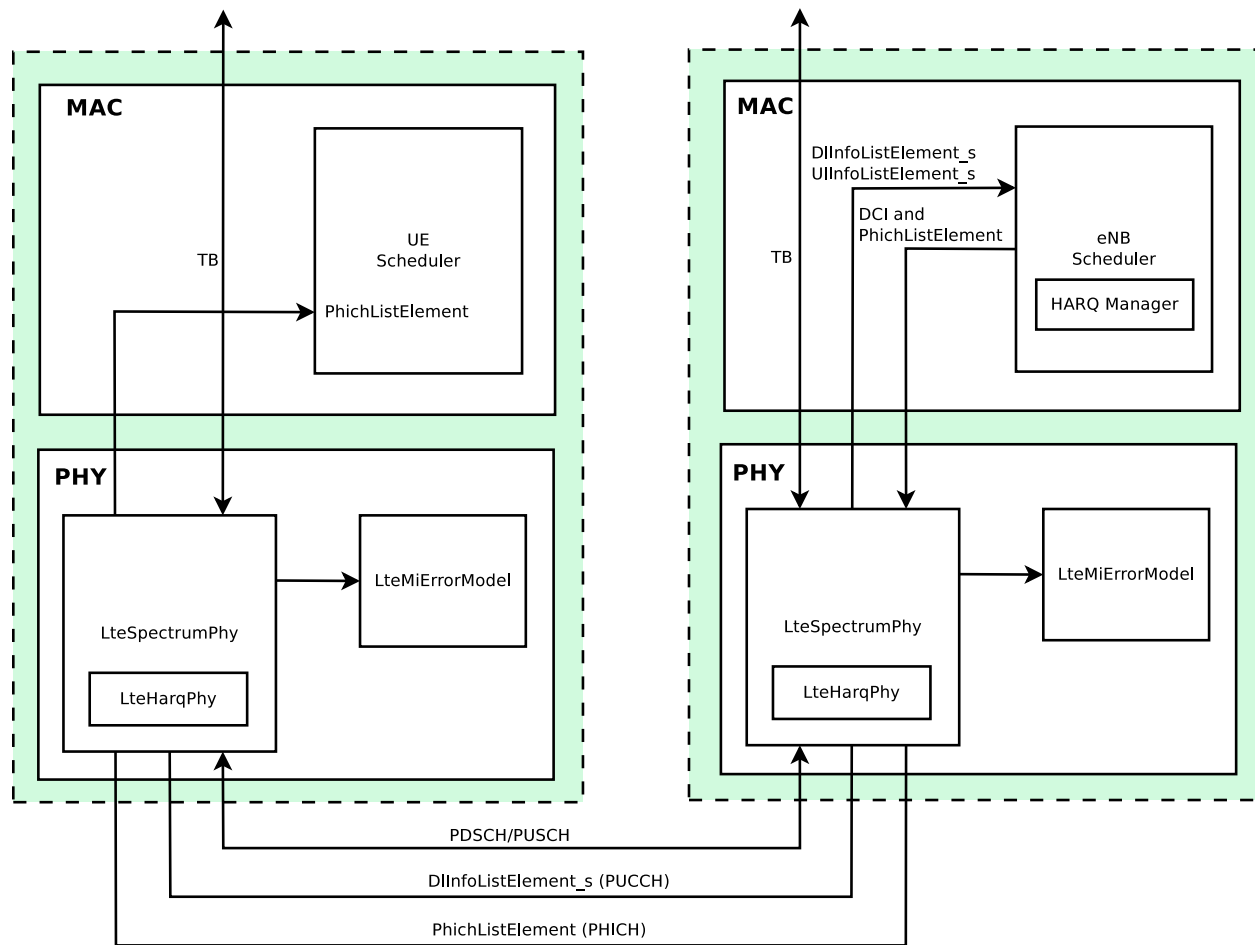 MAC
UE
Scheduler
TB
PhichListElement
PHY
LteMiErrorModel
LteSpectrumPhy
LteHarqPhy
MAC
DlInfoListElement_s
UlInfoListElement_s
DCI and
PhichListElement
eNB
Scheduler
TB
HARQ Manager
PHY
LteMiErrorModel
LteSpectrumPhy
LteHarqPhy
PDSCH/PUSCH
DlInfoListElement_s (PUCCH)
PhichListElement (PHICH)